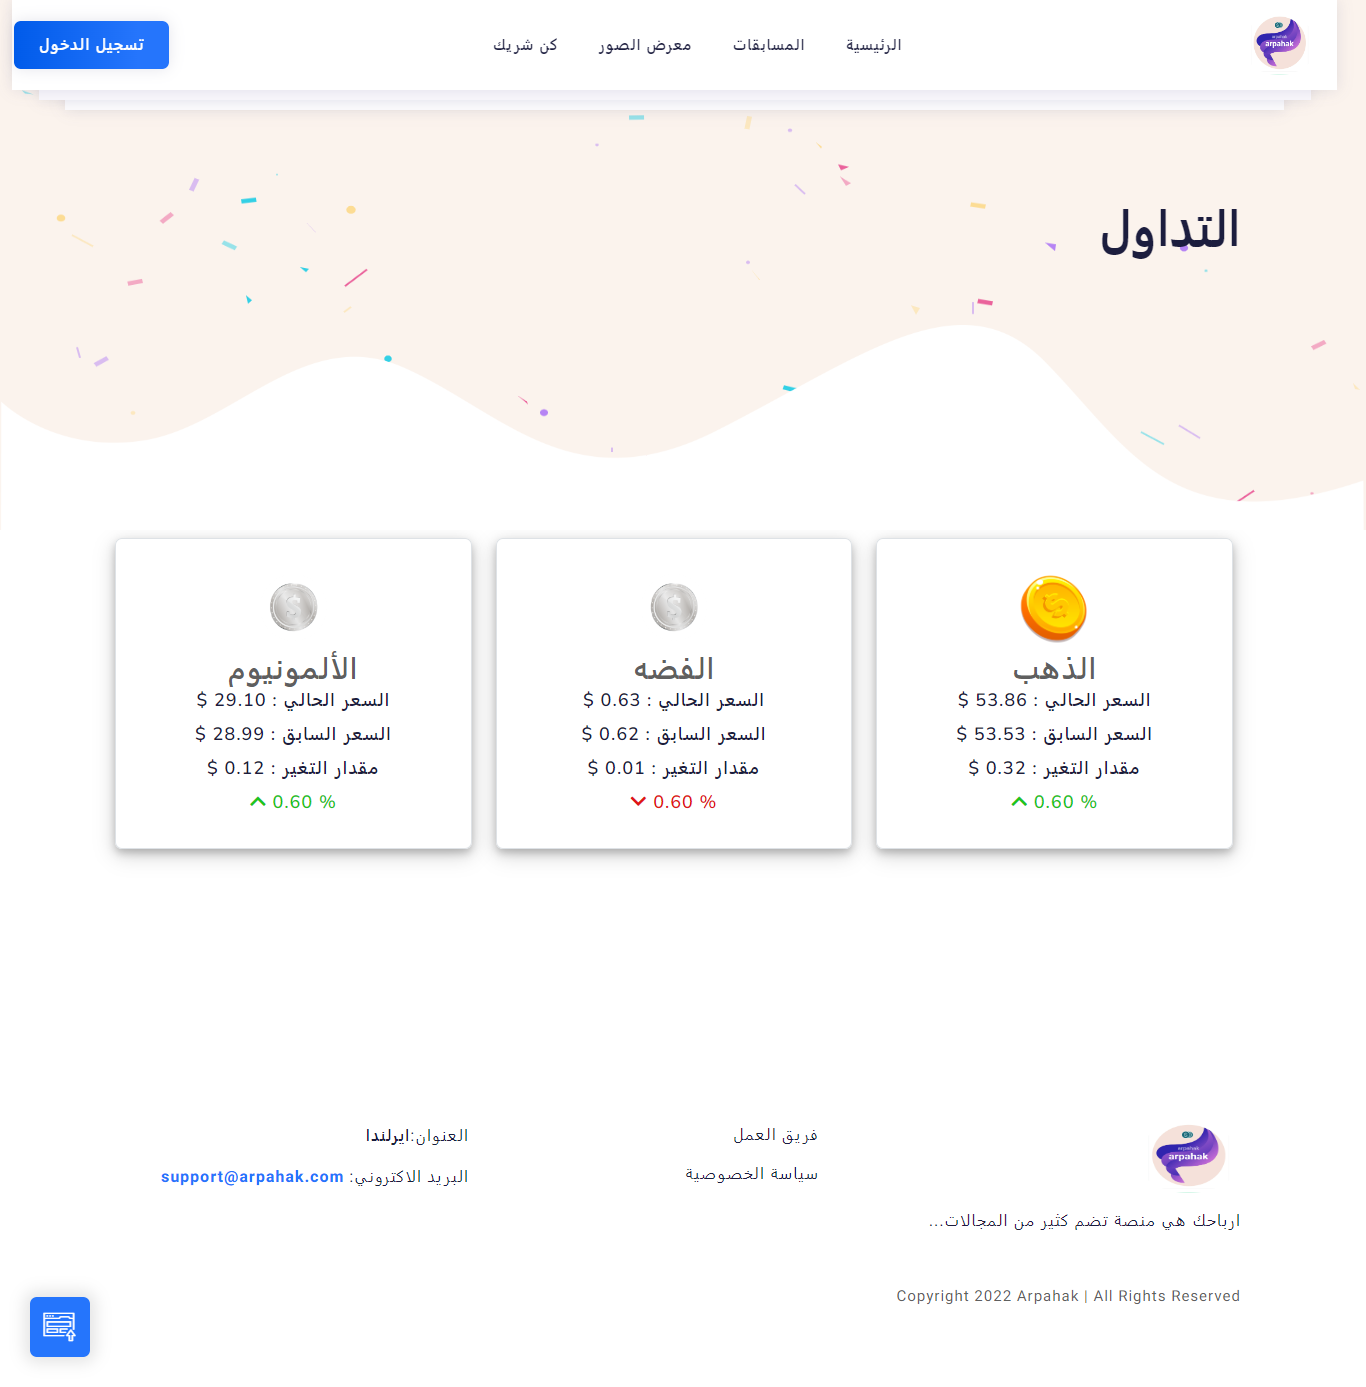 arpahak
arpahak
الرئيسية
المسابقات
معرض الصور
كن شريك
تسجيل الدخول
التداول
الذهب
السعر الحالي : 53.86 $
السعر السابق : 53.53 $
مقدار التغير : 0.32 $
0.60 %
الفضه
السعر الحالي : 0.63 $
السعر السابق : 0.62 $
مقدار التغير : 0.01 $
0.60 %
الألمونيوم
السعر الحالي : 29.10 $
السعر السابق : 28.99 $
مقدار التغير : 0.12 $
0.60 %
arpahak
arpahak
ارباحك هي منصة تضم كثير من المجالات...
فريق العمل
سياسة الخصوصية
العنوان:ايرلندا
البريد الاكتروني: support@arpahak.com
Copyright 2022 Arpahak | All Rights Reserved